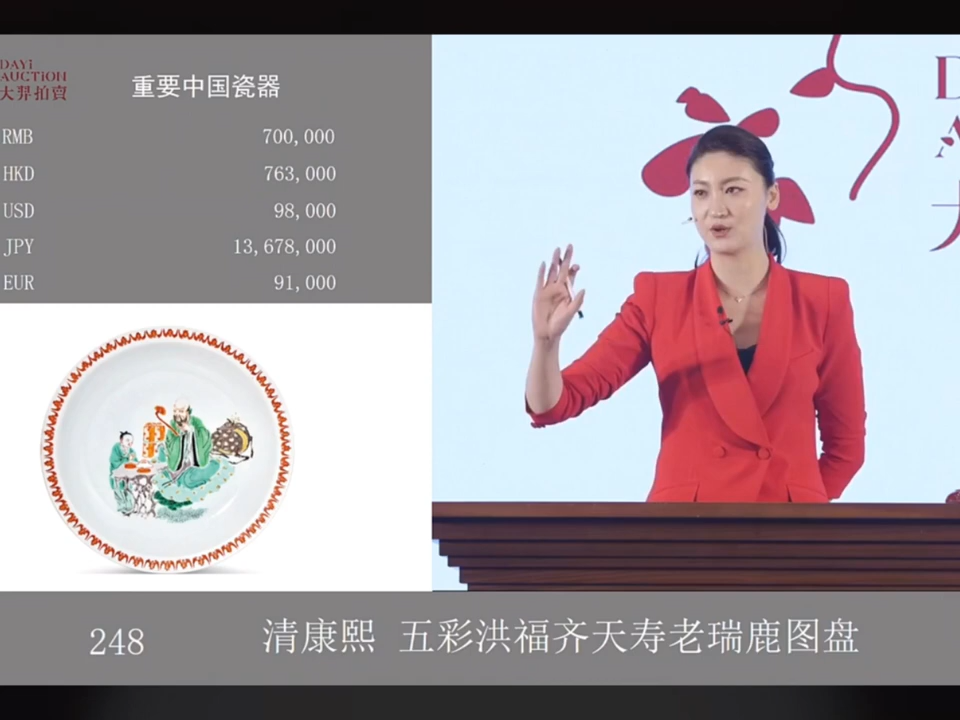 DAYi
AUCTION
大羿拍賣
重要中国瓷器
RMB 700,000
HKD 763,000
USD 98,000
JPY 13,678,000
EUR 91,000
248 清康熙 五彩洪福齐天寿老瑞鹿图盘